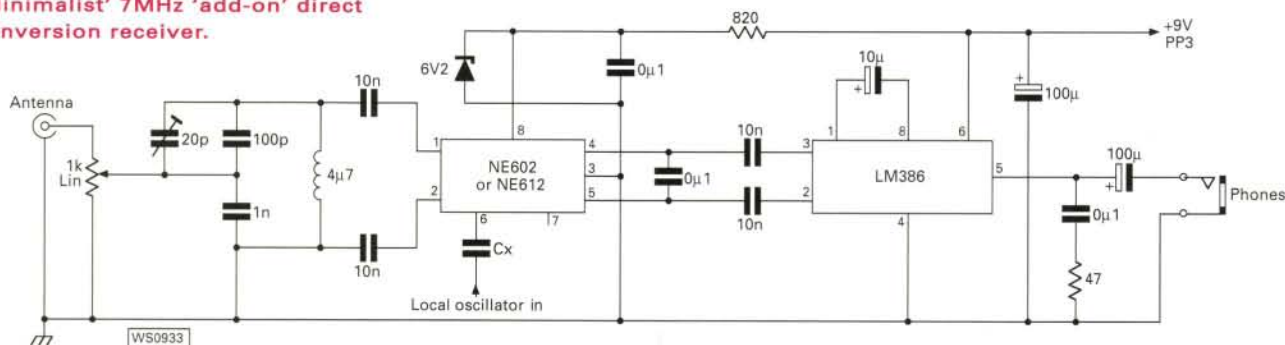 inimalist' 7MHz 'add-on' direct
nversion receiver.
820
+9V
PP3
6V2
0µ1
10µ
+
+
100µ
10n
Antenna
20p
100p
1k
Lin
4µ7
1n
10n
1
8
2
NE602
or NE612
4
3
5
6
7
Cx
Local oscillator in
0µ1
10n
10n
1
8
6
3
2
LM386
5
4
100µ
+
0µ1
47
Phones
WS0933